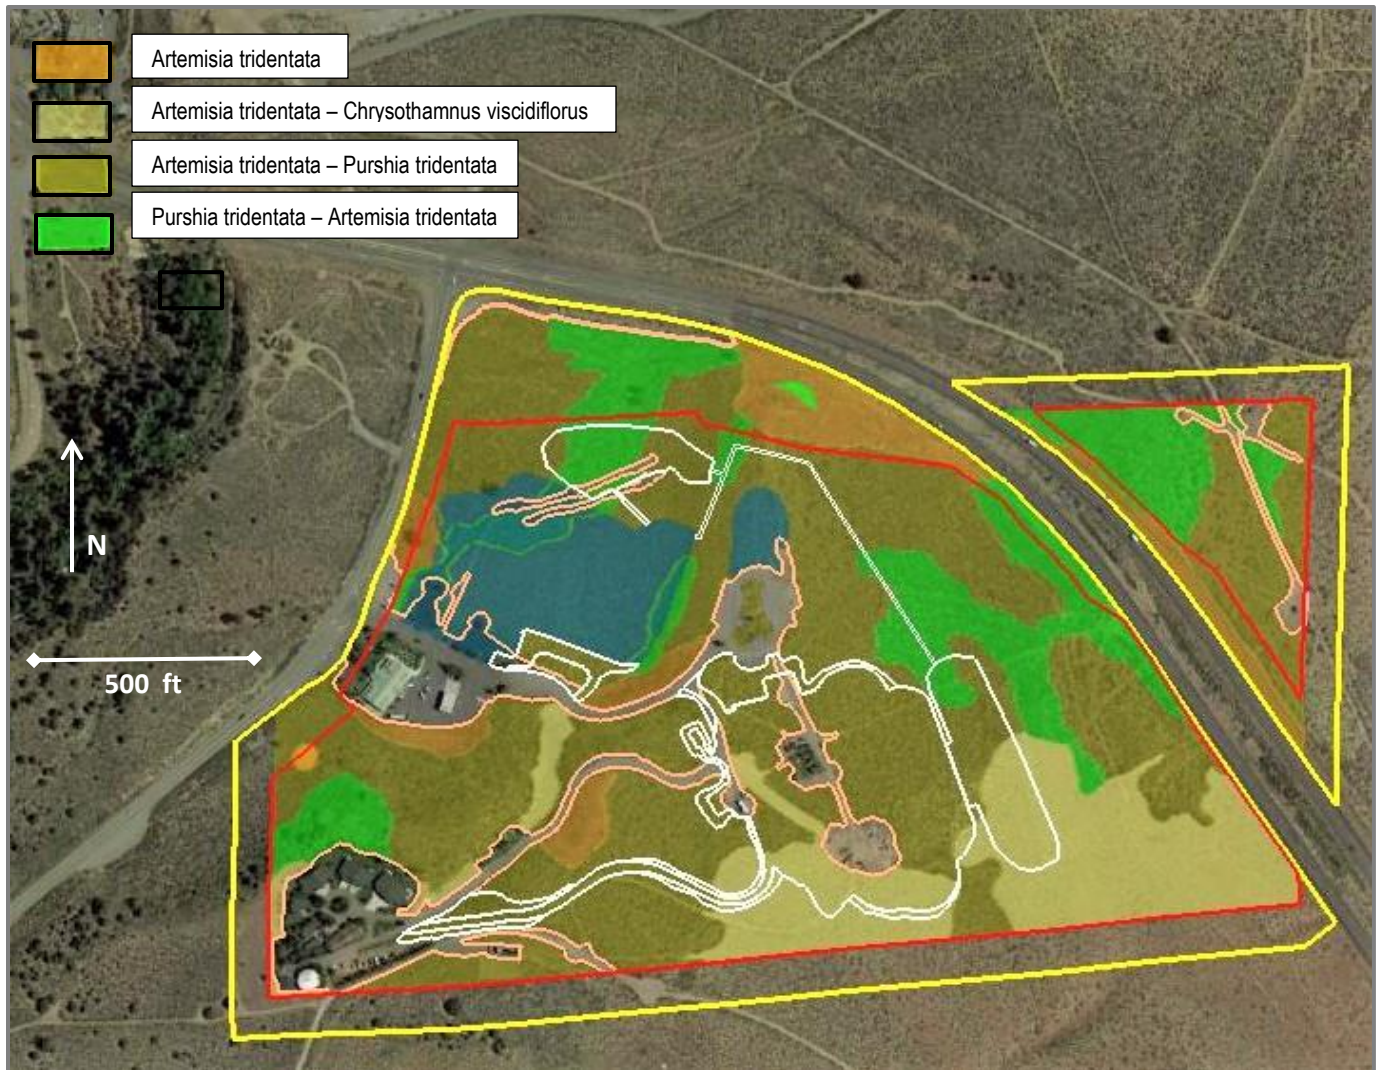 Artemisia tridentata
Artemisia tridentata – Chrysothamnus viscidiflorus
Artemisia tridentata – Purshia tridentata
Purshia tridentata – Artemisia tridentata
N
500 ft